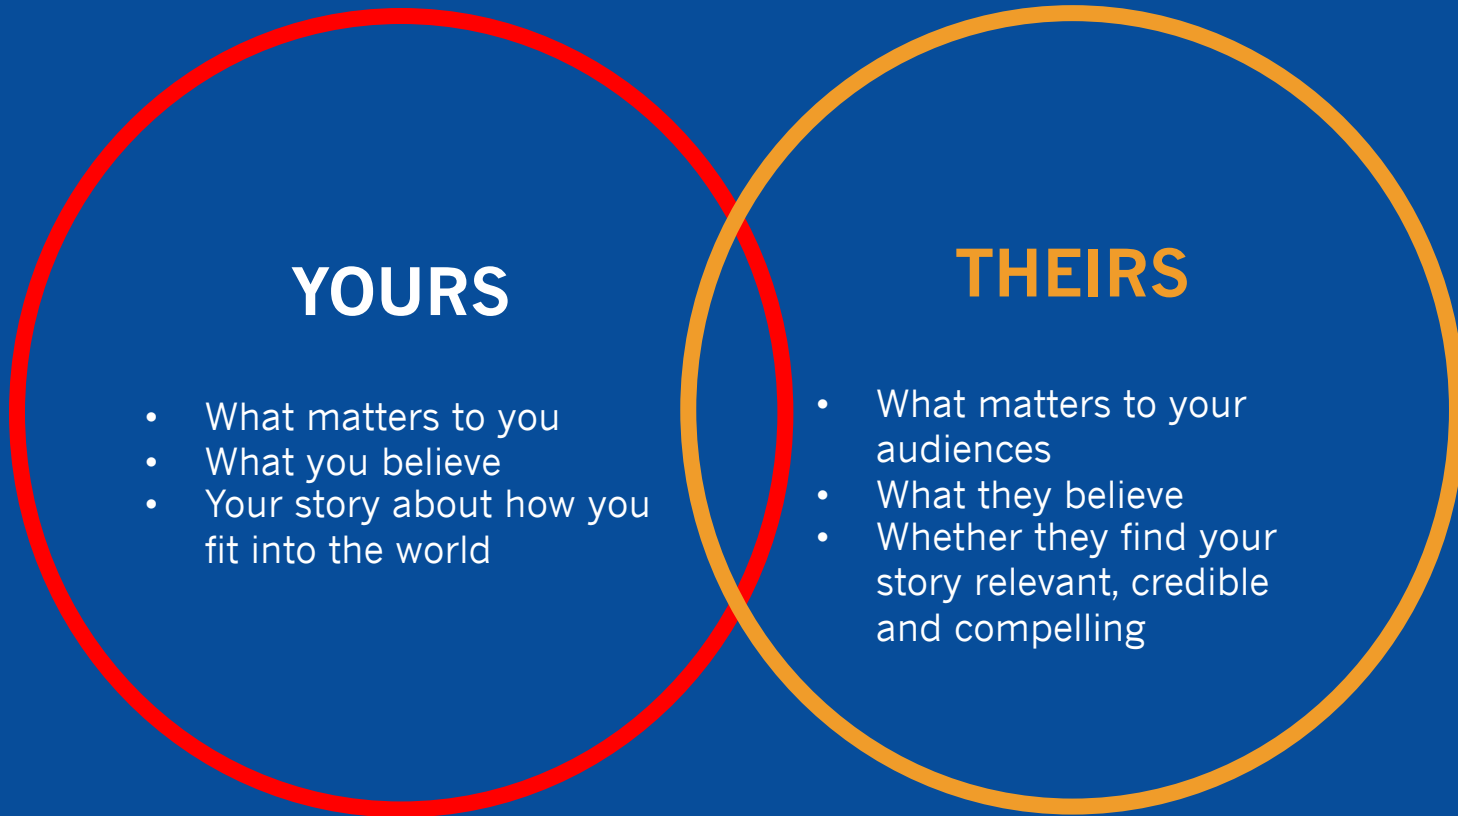 YOURS
• What matters to you
• What you believe
• Your story about how you
fit into the world
THEIRS
• What matters to your
audiences
• What they believe
• Whether they find your
story relevant, credible
and compelling